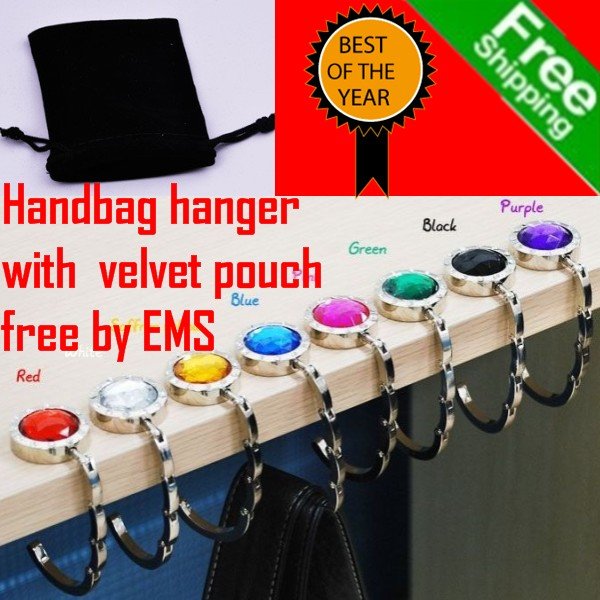 BEST
OF THE
YEAR
Free
Shipping
Handbag hanger
with velvet pouch
free by EMS
Purple
Black
Green
Blue
White
Red